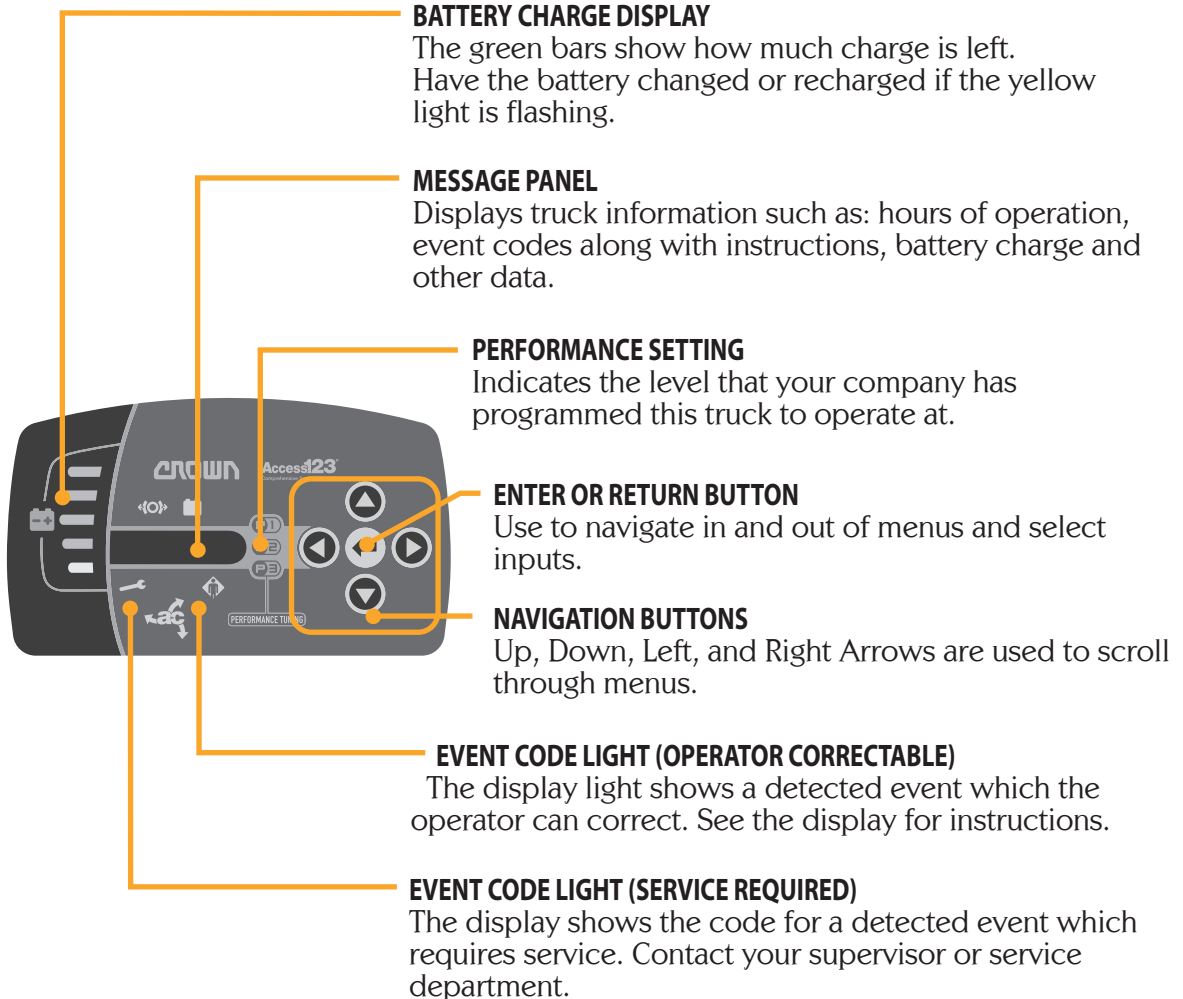 BATTERY CHARGE DISPLAY
The green bars show how much charge is left.
Have the battery changed or recharged if the yellow
light is flashing.
MESSAGE PANEL
Displays truck information such as: hours of operation,
event codes along with instructions, battery charge and
other data.
PERFORMANCE SETTING
Indicates the level that your company has
programmed this truck to operate at.
CROWN
Access123®
P1
P2
P3
ac
PERFORMANCE TUNING
ENTER OR RETURN BUTTON
Use to navigate in and out of menus and select
inputs.
NAVIGATION BUTTONS
Up, Down, Left, and Right Arrows are used to scroll
through menus.
EVENT CODE LIGHT (OPERATOR CORRECTABLE)
The display light shows a detected event which the
operator can correct. See the display for instructions.
EVENT CODE LIGHT (SERVICE REQUIRED)
The display shows the code for a detected event which
requires service. Contact your supervisor or service
department.